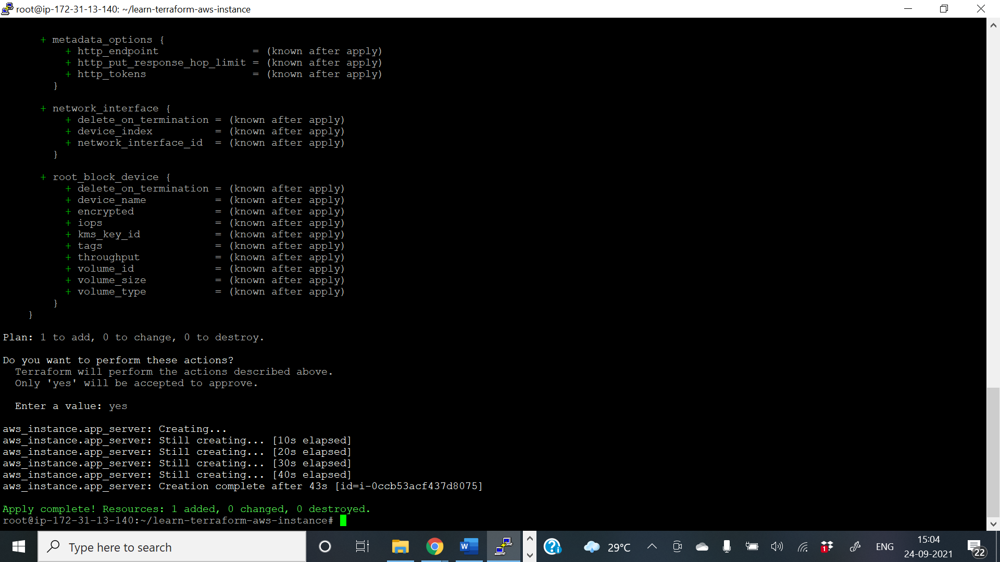 root@ip-172-31-13-140: ~/learn-terraform-aws-instance
+ metadata_options {
+ http_endpoint = (known after apply)
+ http_put_response_hop_limit = (known after apply)
+ http_tokens = (known after apply)
}
+ network_interface {
+ delete_on_termination = (known after apply)
+ device_index = (known after apply)
+ network_interface_id = (known after apply)
}
+ root_block_device {
+ delete_on_termination = (known after apply)
+ device_name = (known after apply)
+ encrypted = (known after apply)
+ iops = (known after apply)
+ kms_key_id = (known after apply)
+ tags = (known after apply)
+ throughput = (known after apply)
+ volume_id = (known after apply)
+ volume_size = (known after apply)
+ volume_type = (known after apply)
}
}
Plan: 1 to add, 0 to change, 0 to destroy.
Do you want to perform these actions?
Terraform will perform the actions described above.
Only 'yes' will be accepted to approve.
Enter a value: yes
aws_instance.app_server: Creating...
aws_instance.app_server: Still creating... [10s elapsed]
aws_instance.app_server: Still creating... [20s elapsed]
aws_instance.app_server: Still creating... [30s elapsed]
aws_instance.app_server: Still creating... [40s elapsed]
aws_instance.app_server: Creation complete after 43s [id=i-0ccb53acf437d8075]
Apply complete! Resources: 1 added, 0 changed, 0 destroyed.
root@ip-172-31-13-140:~/learn-terraform-aws-instance#
Type here to search
W
?
29°C
1
ENG
15:04
24-09-2021
22